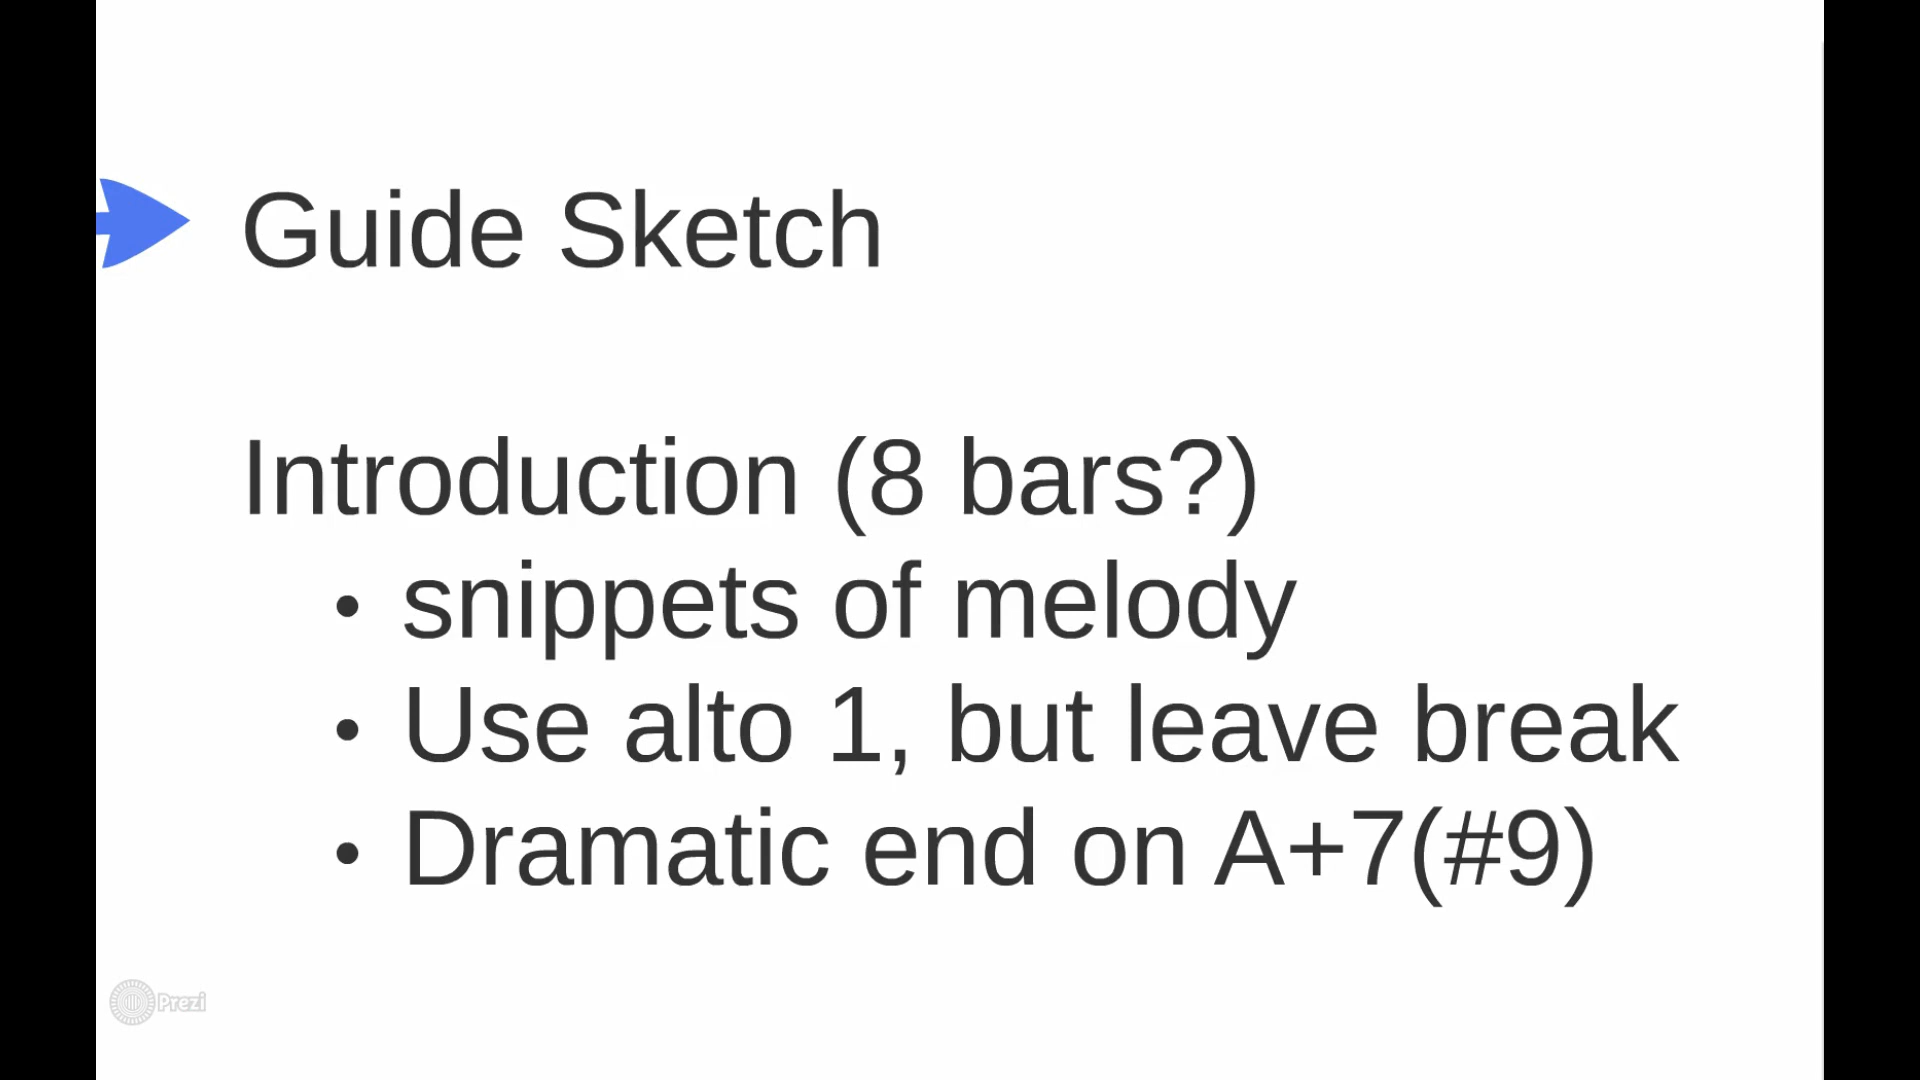 Guide Sketch
Introduction (8 bars?)
• snippets of melody
• Use alto 1, but leave break
• Dramatic end on A+7(#9)
Prezi